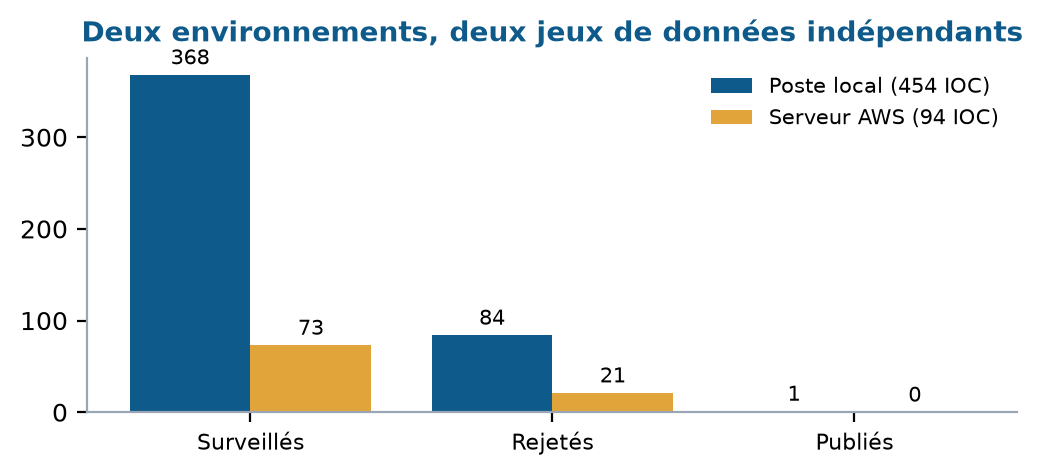 Deux environnements, deux jeux de données indépendants
368
Poste local (454 IOC)
Serveur AWS (94 IOC)
300
200
100
0
73
84
21
1
0
Surveillés
Rejetés
Publiés